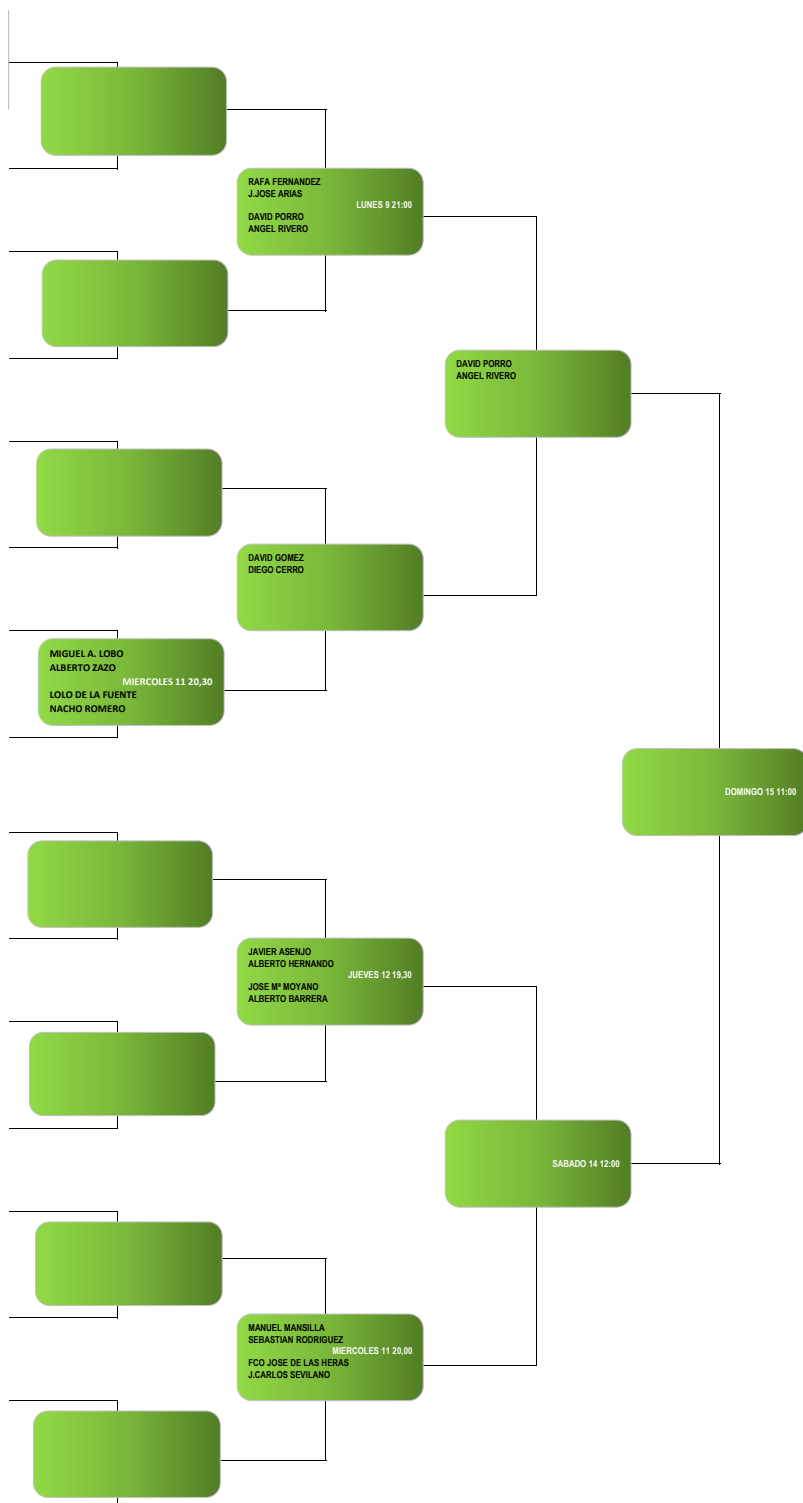 RAFA FERNANDEZ
J.JOSE ARIAS
LUNES 9 21:00
DAVID PORRO
ANGEL RIVERO
DAVID PORRO
ANGEL RIVERO
DAVID GOMEZ
DIEGO CERRO
MIGUEL A. LOBO
ALBERTO ZAZO
MIERCOLES 11 20,30
LOLO DE LA FUENTE
NACHO ROMERO
DOMINGO 15 11:00
JAVIER ASENJO
ALBERTO HERNANDO
JUEVES 12 19,30
JOSE Mª MOYANO
ALBERTO BARRERA
SABADO 14 12:00
MANUEL MANSILLA
SEBASTIAN RODRIGUEZ
MIERCOLES 11 20,00
FCO JOSE DE LAS HERAS
J.CARLOS SEVILANO